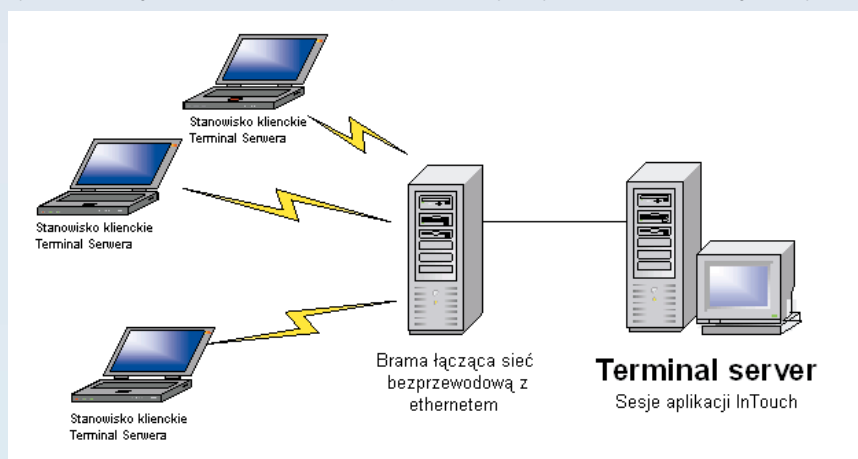 Stanowisko klienckie
Terminal Serwera
Stanowisko klienckie
Terminal Serwera
Stanowisko klienckie
Terminal Serwera
Brama łącząca sieć
bezprzewodową z
ethernetem
Terminal server
Sesje aplikacji InTouch